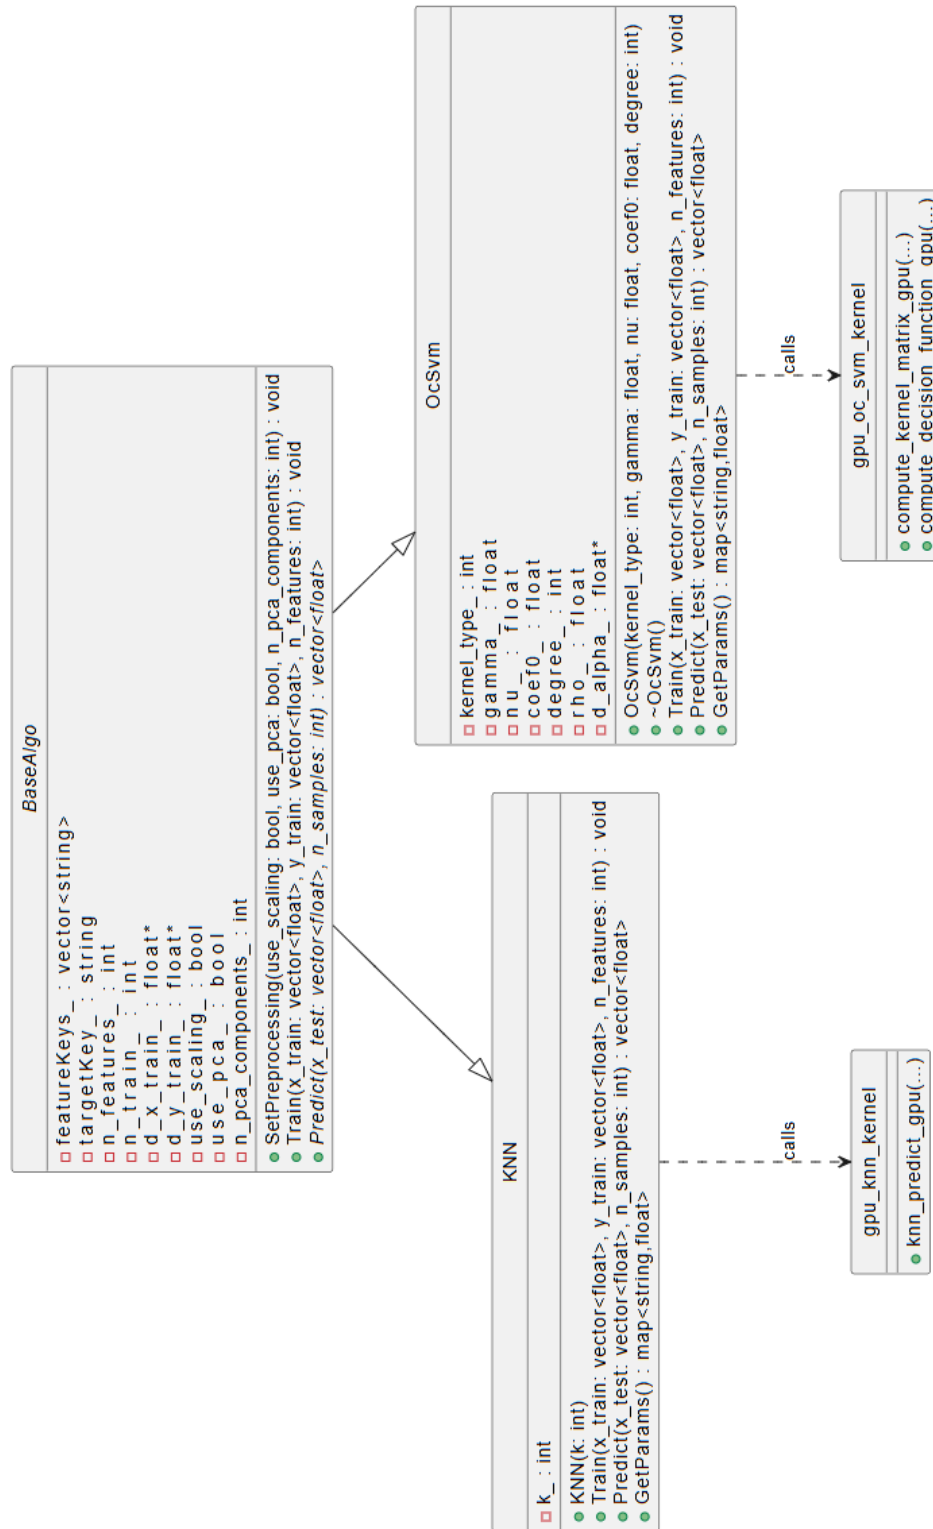 BaseAlgo
featureKeys_ : vector<string>
targetKey_ : string
n_features_ : int
n_train_ : int
d_x_train_ : float*
d_y_train_ : float*
use_scaling_ : bool
use_pca_ : bool
n_pca_components_ : int
SetPreprocessing(use_scaling: bool, use_pca: bool, n_pca_components: int) : void
Train(x_train: vector<float>, y_train: vector<float>, n_features: int) : void
Predict(x_test: vector<float>, n_samples: int) : vector<float>
KNN
k_ : int
KNN(k: int)
Train(x_train: vector<float>, y_train: vector<float>, n_features: int) : void
Predict(x_test: vector<float>, n_samples: int) : vector<float>
GetParams() : map<string,float>
OcSvm
kernel_type_ : int
gamma_ : float
nu_ : float
coef0_ : float
degree_ : int
rho_ : float
d_alpha_ : float*
OcSvm(kernel_type: int, gamma: float, nu: float, coef0: float, degree: int)
~OcSvm()
Train(x_train: vector<float>, y_train: vector<float>, n_features: int) : void
Predict(x_test: vector<float>, n_samples: int) : vector<float>
GetParams() : map<string,float>
calls
calls
gpu_knn_kernel
knn_predict_gpu(...)
gpu_oc_svm_kernel
compute_kernel_matrix_gpu(...)
compute_decision_function_gpu(...)